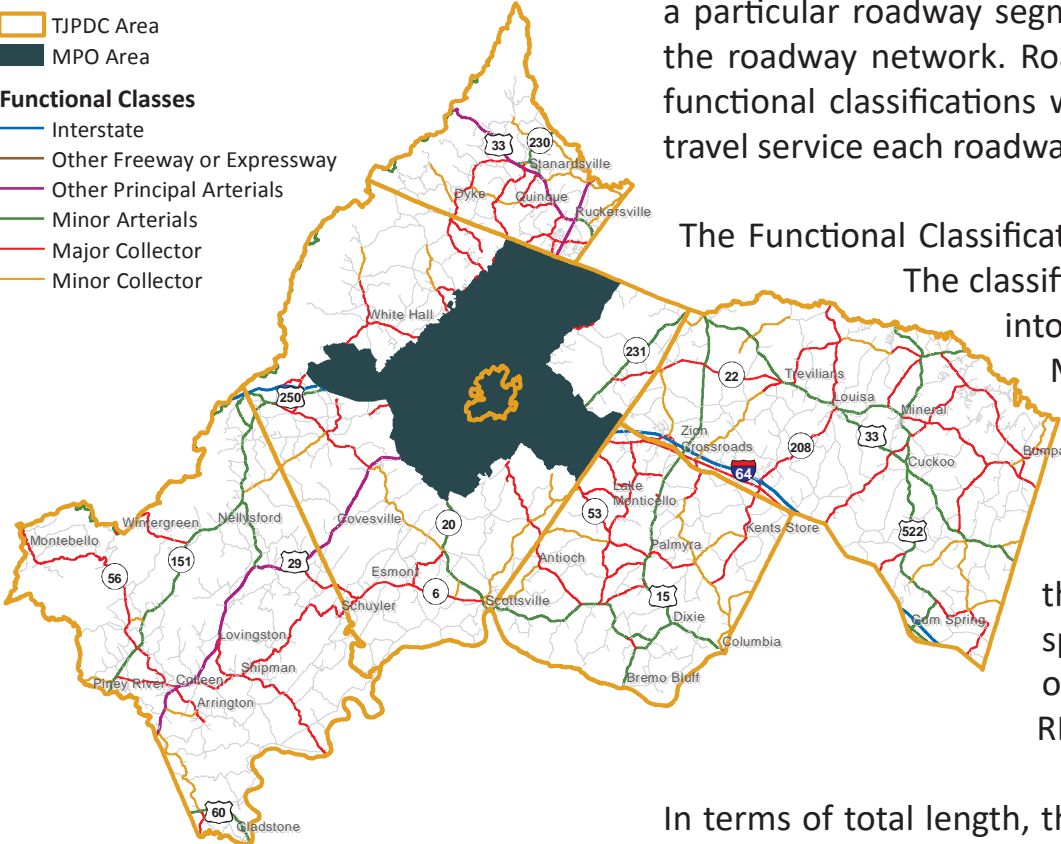 TJPDC Area
MPO Area
Functional Classes
Interstate
Other Freeway or Expressway
Other Principal Arterials
Minor Arterials
Major Collector
Minor Collector
a particular roadway segm
the roadway network. Roa
functional classifications w
travel service each roadwa
The Functional Classificat
The classif
into
M
th
sp
o
RI
In terms of total length, th
33
230
Stanardsville
Dyke
Quinque
Ruckersville
White Hall
231
22
Trevilians
250
Louisa
Mineral
33
Zion
Crossroads
208
Bumpa
Cuckoo
64
Lake
Monticello
53
Wintergreen
Nellysford
Covesville
20
Kents Store
522
Montebello
151
29
Antioch
Palmyra
56
Esmont
6
Schuyler
Scottsville
15
Dixie
Gum Spring
Lovingston
Columbia
Shipman
Bremo Bluff
Piney River
Colleen
Arrington
60
Gladstone